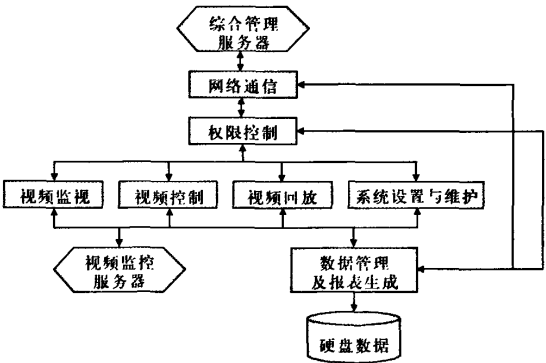 综合管理
服务器
网络通信
权限控制
视频监视
视频控制
视频回放
系统设置与维护
视频监控
服务器
数据管理
及报表生成
硬盘数据